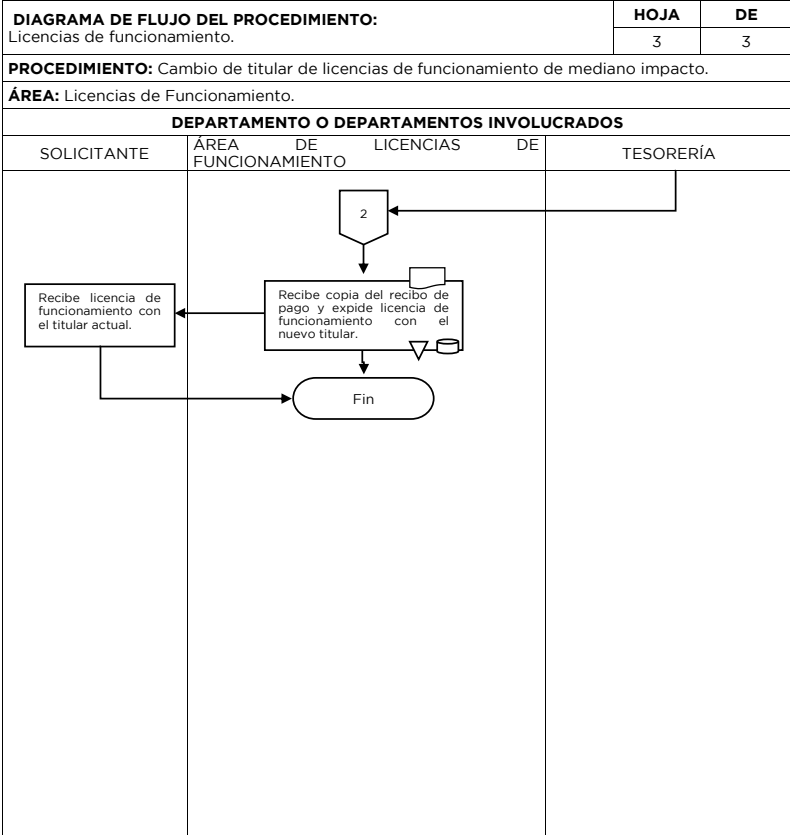 DIAGRAMA DE FLUJO DEL PROCEDIMIENTO:
Licencias de funcionamiento.
HOJA DE
3 3
PROCEDIMIENTO: Cambio de titular de licencias de funcionamiento de mediano impacto.
ÁREA: Licencias de Funcionamiento.
DEPARTAMENTO O DEPARTAMENTOS INVOLUCRADOS
SOLICITANTE
ÁREA DE LICENCIAS DE
FUNCIONAMIENTO
TESORERÍA
2
Recibe copia del recibo de
pago y expide licencia de
funcionamiento con el
nuevo titular.
Recibe licencia de
funcionamiento con
el titular actual.
Fin